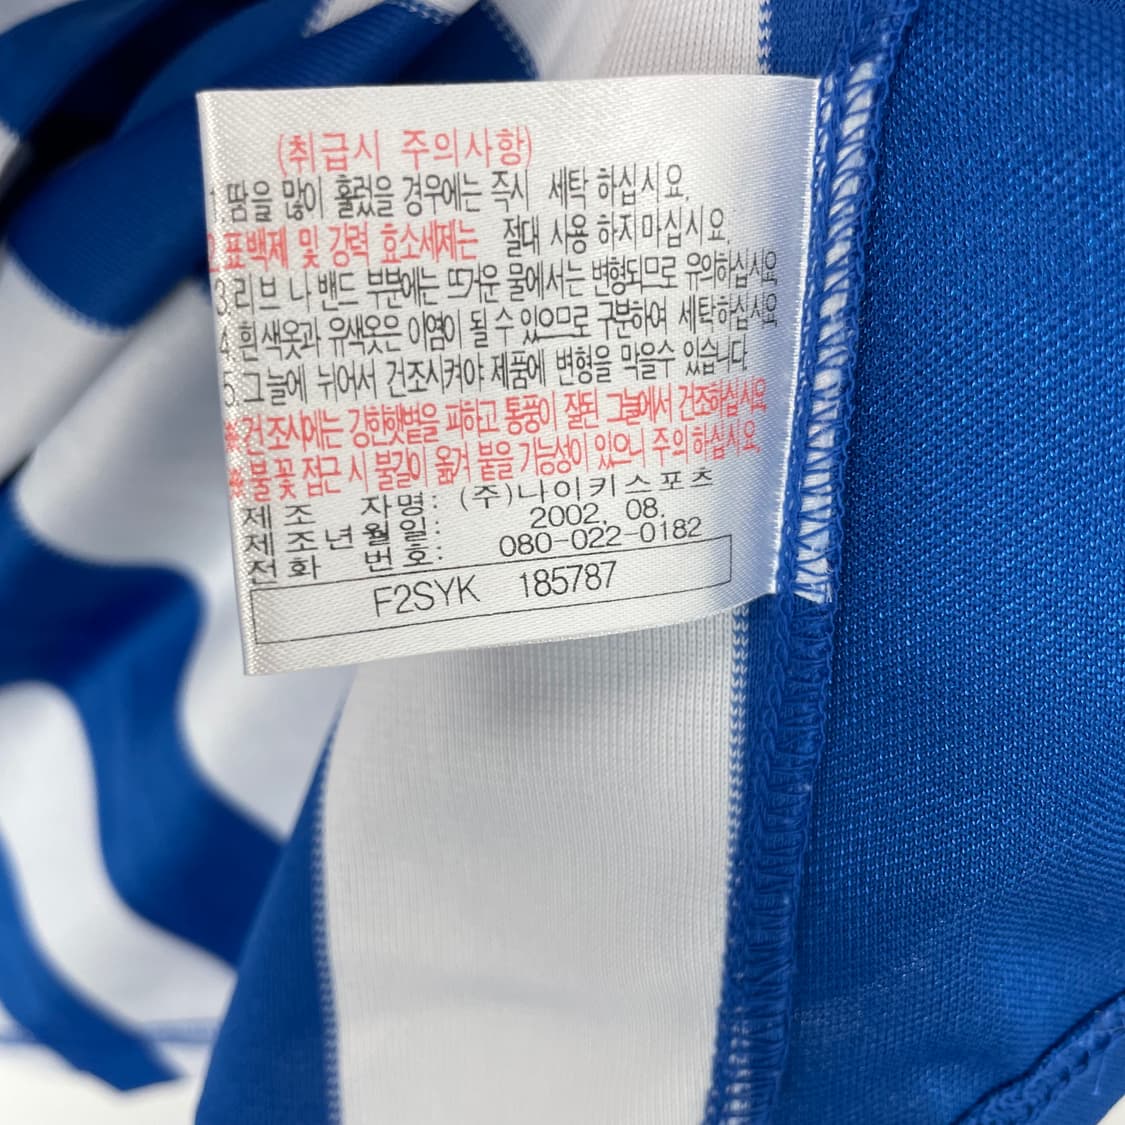 (취급시 주의사항)
1.땀을 많이 흘렸을 경우에는 즉시 세탁 하십시오.
2.표백제 및 강력 효소세제는 절대 사용 하지마십시오.
3.리브 나 밴드 부분에는 뜨거운 물에서는 변형되므로 유의하십시요
4.흰색옷과 유색옷은 이염이 될 수 있으므로 구분하여 세탁하십시요
5.그늘에 뉘어서 건조시켜야 제품에 변형을 막을수 있습니다.
※건조시에는 강한햇볕을 피하고 통풍이 잘된 그늘에서 건조하십시요
※불꽃 접근 시 불길이 옮겨 붙을 가능성이 있으니 주의 하십시오.
제 조 자명: (주)나이키스포츠
제조년월일: 2002. 08.
전화 번호: 080-022-0182
F2SYK 185787